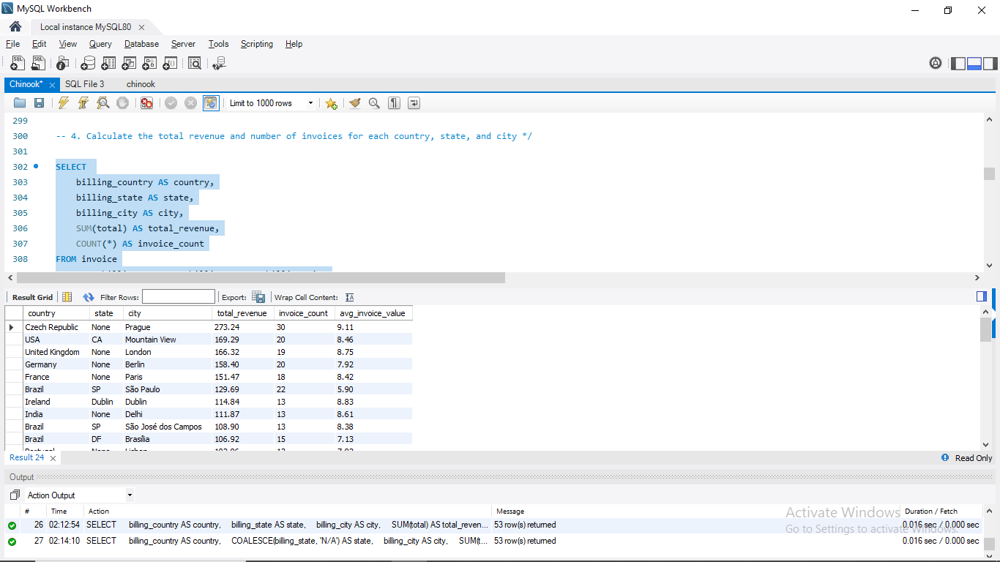 MySQL Workbench
Local instance MySQL80
File Edit View Query Database Server Tools Scripting Help
Chinook* SQL File 3 chinook
Limit to 1000 rows
299
300 -- 4. Calculate the total revenue and number of invoices for each country, state, and city */
301
302 SELECT
303 billing_country AS country,
304 billing_state AS state,
305 billing_city AS city,
306 SUM(total) AS total_revenue,
307 COUNT(*) AS invoice_count
308 FROM invoice
Result Grid Filter Rows: Export: Wrap Cell Content:
country state city total_revenue invoice_count avg_invoice_value
Czech Republic None Prague 273.24 30 9.11
USA CA Mountain View 169.29 20 8.46
United Kingdom None London 166.32 19 8.75
Germany None Berlin 158.40 20 7.92
France None Paris 151.47 18 8.42
Brazil SP São Paulo 129.69 22 5.90
Ireland Dublin Dublin 114.84 13 8.83
India None Delhi 111.87 13 8.61
Brazil SP São José dos Campos 108.90 13 8.38
Brazil DF Brasília 106.92 15 7.13
Result 24 Read Only
Output
Action Output
# Time Action Message Duration / Fetch
26 02:12:54 SELECT billing_country AS country, billing_state AS state, billing_city AS city, SUM(total) AS total_reven... 53 row(s) returned 0.016 sec / 0.000 sec
27 02:14:10 SELECT billing_country AS country, COALESCE(billing_state, 'N/A') AS state, billing_city AS city, SUM(t... 53 row(s) returned 0.016 sec / 0.000 sec
Activate Windows
Go to Settings to activate Windows.